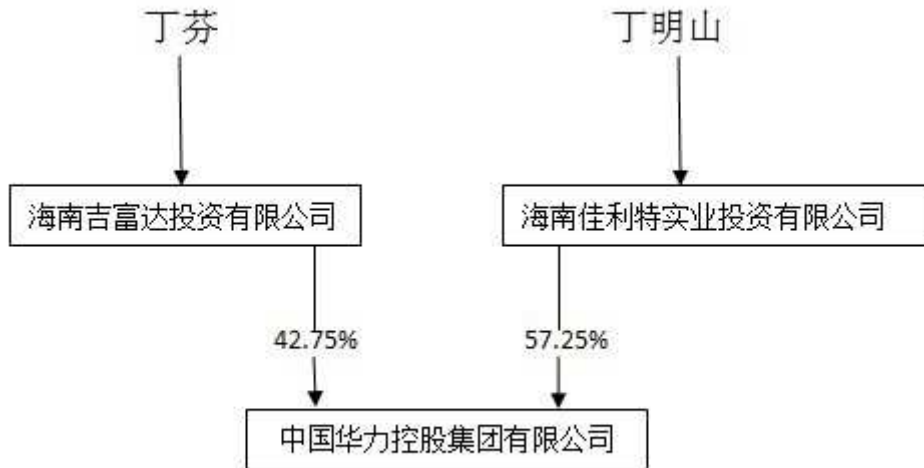 丁芬
丁明山
海南吉富达投资有限公司
海南佳利特实业投资有限公司
42.75%
57.25%
中国华力控股集团有限公司